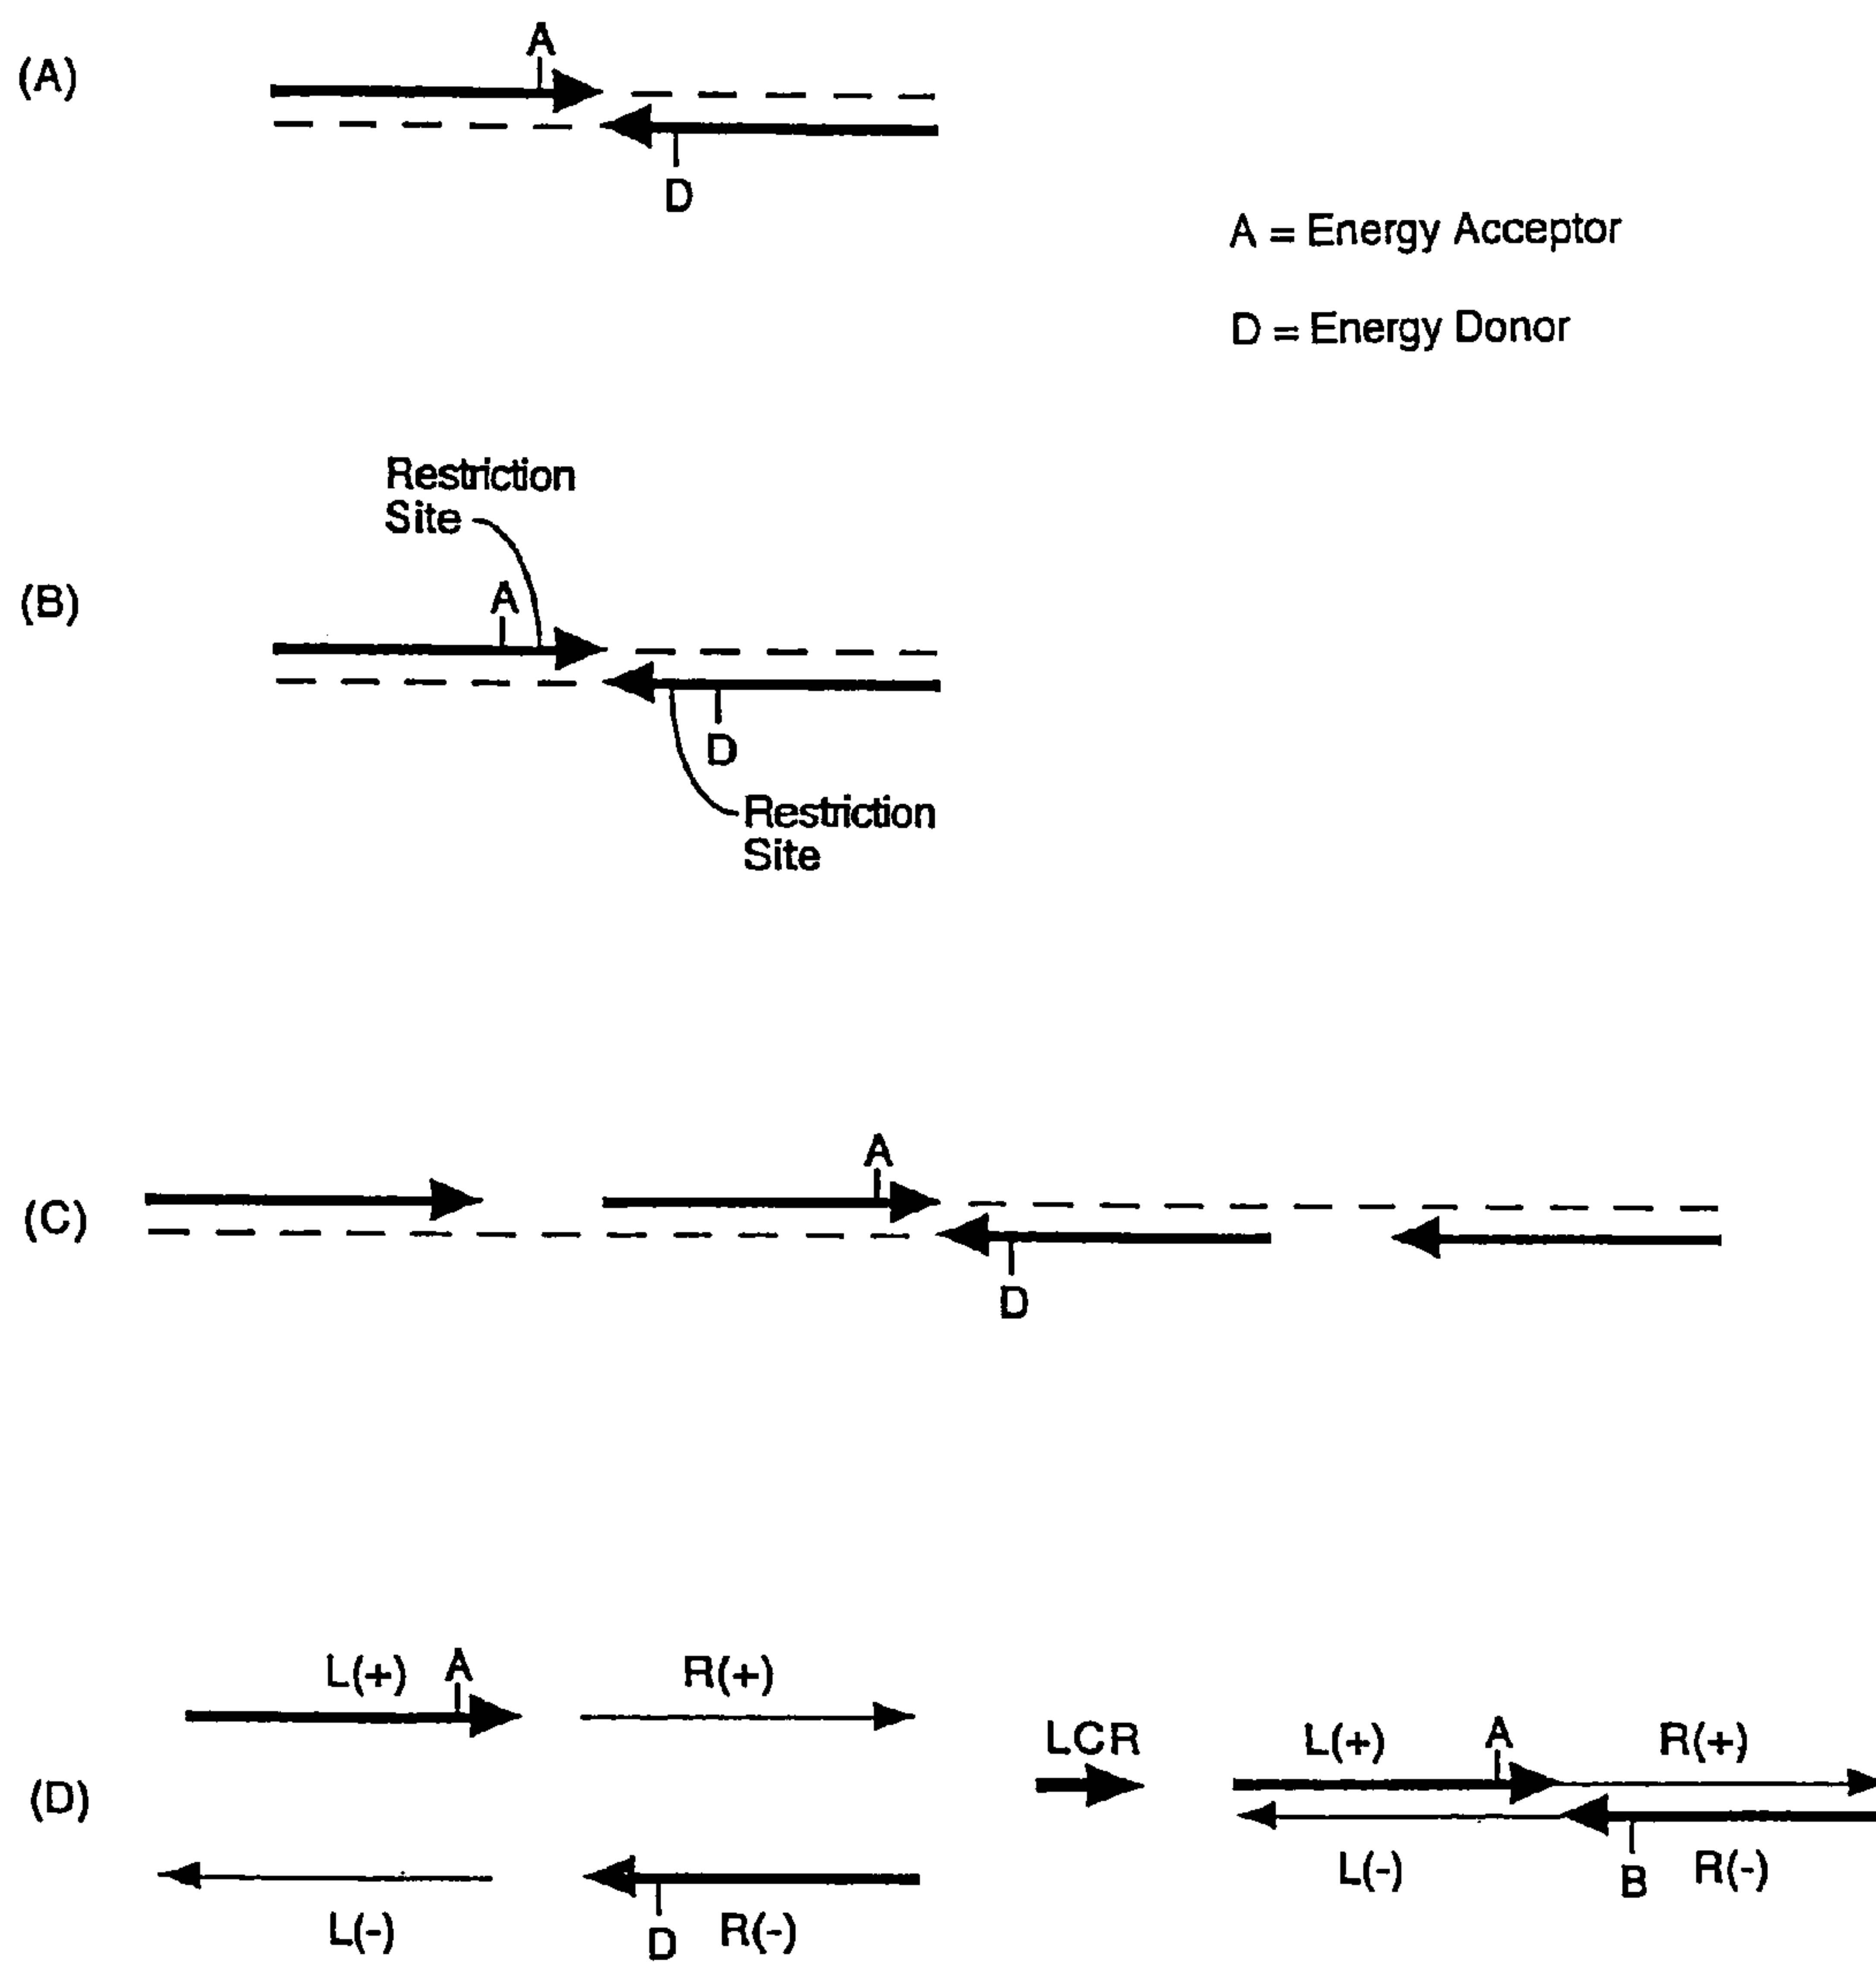 (A)
A
D
A = Energy Acceptor
D = Energy Donor
Restriction
Site
(B)
A
D
Restriction
Site
(C)
A
D
(D)
L(+) A R(+)
L(-) D R(-)
LCR
L(+) A R(+)
L(-) B R(-)